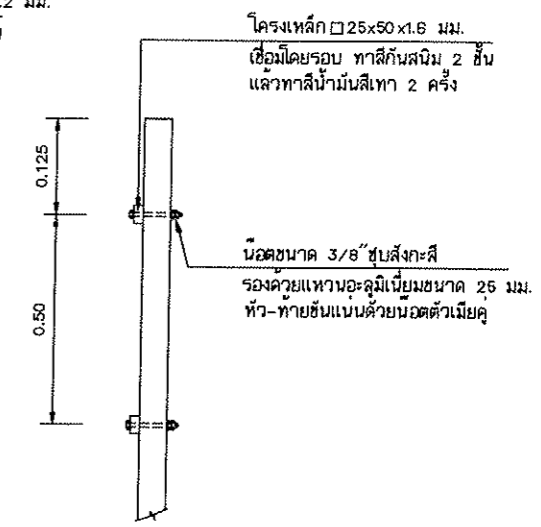 .2 มม.
โครงเหล็ก □ 25x50x1.6 มม.
เชื่อมโดยรอบ ทาสีกันสนิม 2 ชั้น
แล้วทาสีน้ำมันสีเทา 2 ครั้ง
0.125
น๊อตขนาด 3/8" ชุบสังกะสี
รองด้วยแหวนอะลูมิเนี่ยมขนาด 25 มม.
หัว-ท้ายขันแน่นด้วยน๊อตตัวเมียคู่
0.50